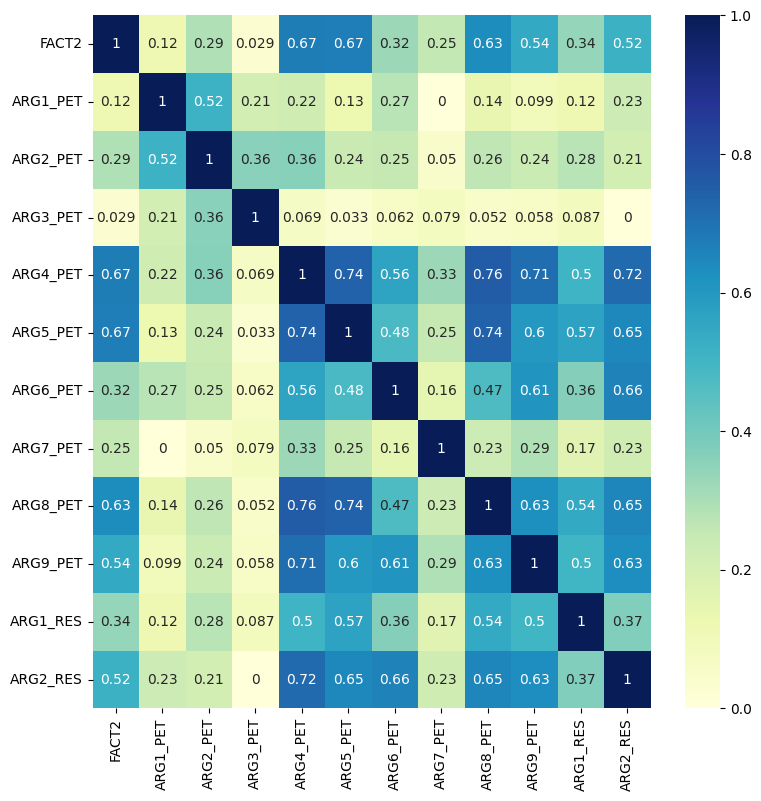 FACT2 1 0.12 0.29 0.029 0.67 0.67 0.32 0.25 0.63 0.54 0.34 0.52
ARG1_PET 0.12 1 0.52 0.21 0.22 0.13 0.27 0 0.14 0.099 0.12 0.23
ARG2_PET 0.29 0.52 1 0.36 0.36 0.24 0.25 0.05 0.26 0.24 0.28 0.21
ARG3_PET 0.029 0.21 0.36 1 0.069 0.033 0.062 0.079 0.052 0.058 0.087 0
ARG4_PET 0.67 0.22 0.36 0.069 1 0.74 0.56 0.33 0.76 0.71 0.5 0.72
ARG5_PET 0.67 0.13 0.24 0.033 0.74 1 0.48 0.25 0.74 0.6 0.57 0.65
ARG6_PET 0.32 0.27 0.25 0.062 0.56 0.48 1 0.16 0.47 0.61 0.36 0.66
ARG7_PET 0.25 0 0.05 0.079 0.33 0.25 0.16 1 0.23 0.29 0.17 0.23
ARG8_PET 0.63 0.14 0.26 0.052 0.76 0.74 0.47 0.23 1 0.63 0.54 0.65
ARG9_PET 0.54 0.099 0.24 0.058 0.71 0.6 0.61 0.29 0.63 1 0.5 0.63
ARG1_RES 0.34 0.12 0.28 0.087 0.5 0.57 0.36 0.17 0.54 0.5 1 0.37
ARG2_RES 0.52 0.23 0.21 0 0.72 0.65 0.66 0.23 0.65 0.63 0.37 1
FACT2 ARG1_PET ARG2_PET ARG3_PET ARG4_PET ARG5_PET ARG6_PET ARG7_PET ARG8_PET ARG9_PET ARG1_RES ARG2_RES
1.0
0.8
0.6
0.4
0.2
0.0